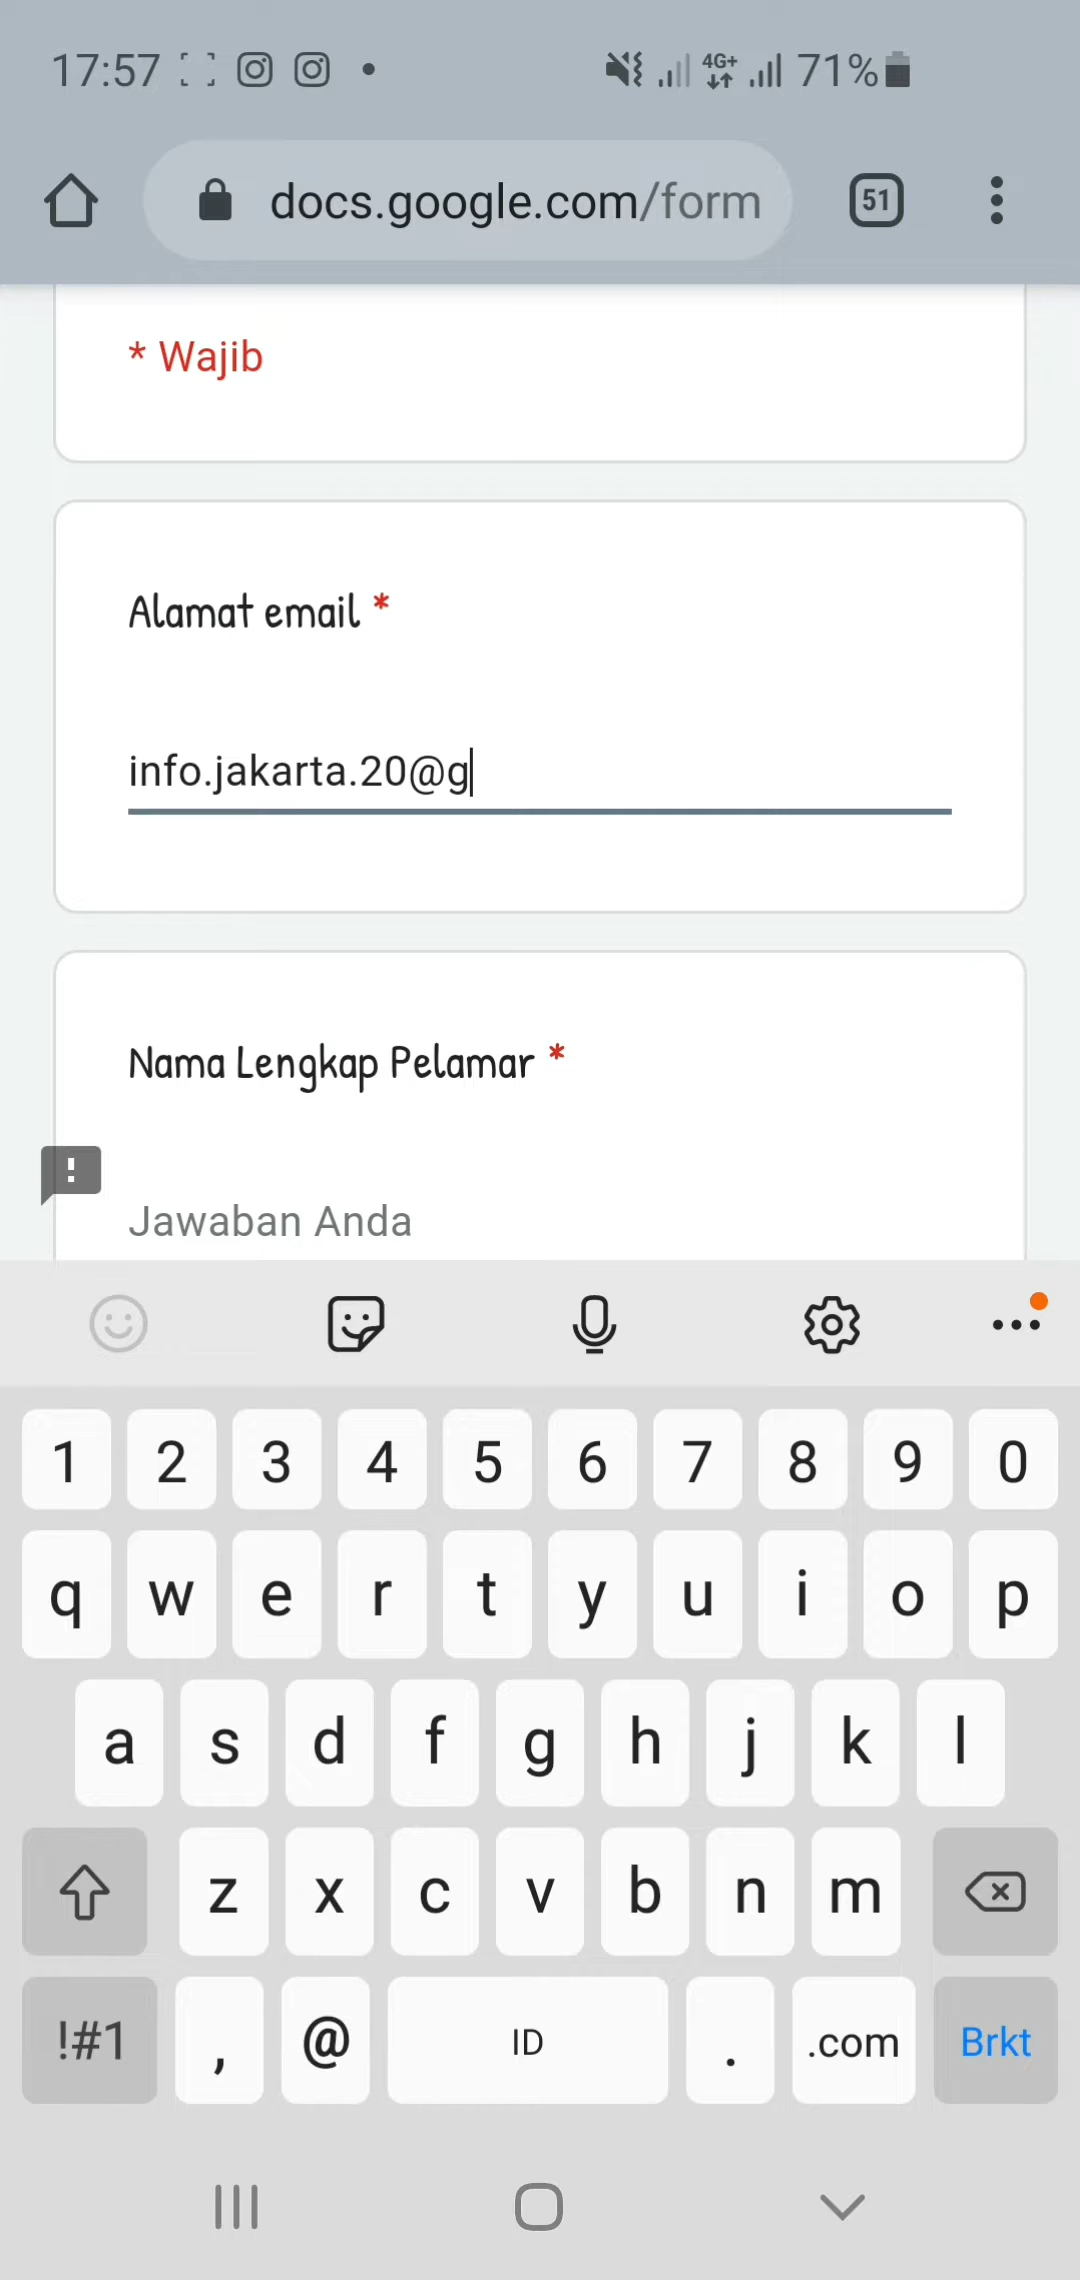 17:57 4G+ 71%
docs.google.com/form 51
* Wajib
Alamat email *
info.jakarta.20@g
Nama Lengkap Pelamar *
Jawaban Anda
1 2 3 4 5 6 7 8 9 0
q w e r t y u i o p
a s d f g h j k l
z x c v b n m
!#1 , @ ID . .com Brkt